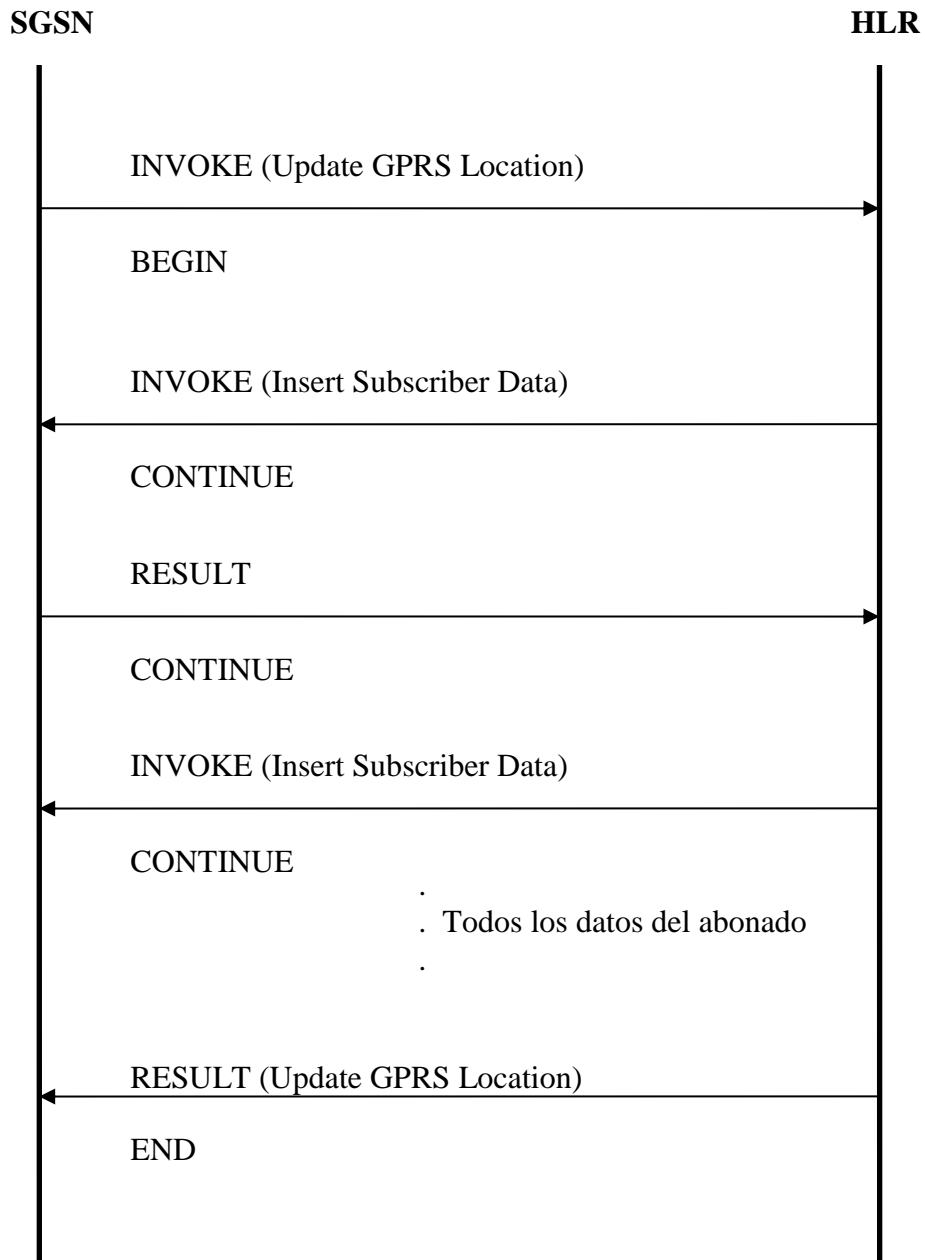 SGSN HLR
INVOKE (Update GPRS Location)
BEGIN
INVOKE (Insert Subscriber Data)
CONTINUE
RESULT
CONTINUE
INVOKE (Insert Subscriber Data)
CONTINUE
.
. Todos los datos del abonado
.
RESULT (Update GPRS Location)
END